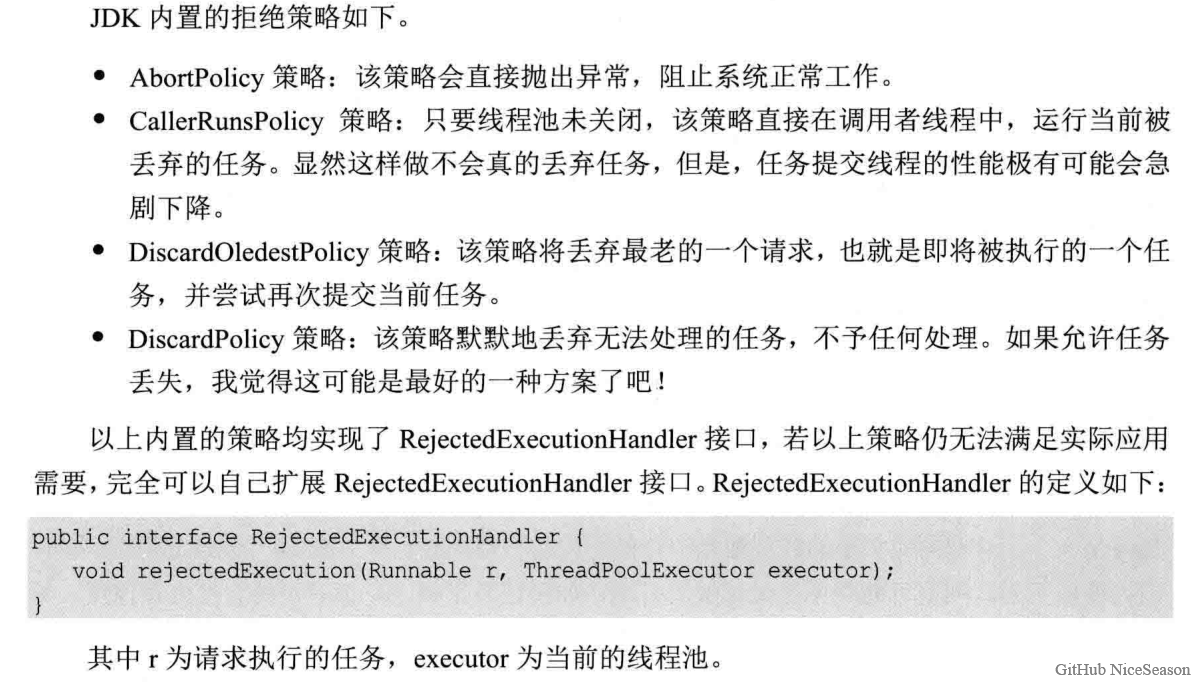 JDK 内置的拒绝策略如下。
● AbortPolicy 策略：该策略会直接抛出异常，阻止系统正常工作。
● CallerRunsPolicy 策略：只要线程池未关闭，该策略直接在调用者线程中，运行当前被
丢弃的任务。显然这样做不会真的丢弃任务，但是，任务提交线程的性能极有可能会急
剧下降。
● DiscardOledestPolicy 策略：该策略将丢弃最老的一个请求，也就是即将被执行的一个任
务，并尝试再次提交当前任务。
● DiscardPolicy 策略：该策略默默地丢弃无法处理的任务，不予任何处理。如果允许任务
丢失，我觉得这可能是最好的一种方案了吧！
以上内置的策略均实现了 RejectedExecutionHandler 接口，若以上策略仍无法满足实际应用
需要，完全可以自己扩展 RejectedExecutionHandler 接口。RejectedExecutionHandler 的定义如下：
public interface RejectedExecutionHandler {
void rejectedExecution(Runnable r, ThreadPoolExecutor executor);
}
其中 r 为请求执行的任务，executor 为当前的线程池。
GitHub NiceSeason